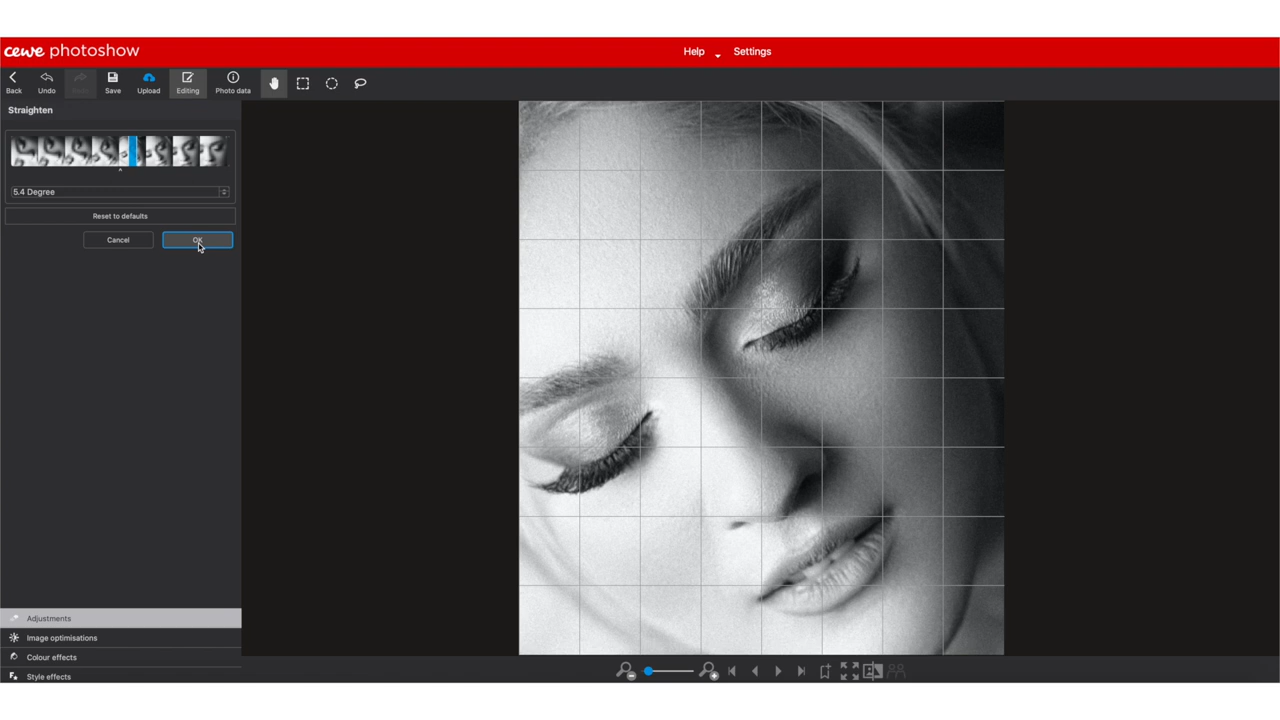 cewe photoshow
Help
Settings
Back
Undo
Redo
Save
Upload
Editing
Photo data
Straighten
5.4 Degree
Reset to defaults
Cancel
OK
Adjustments
Image optimisations
Colour effects
Style effects